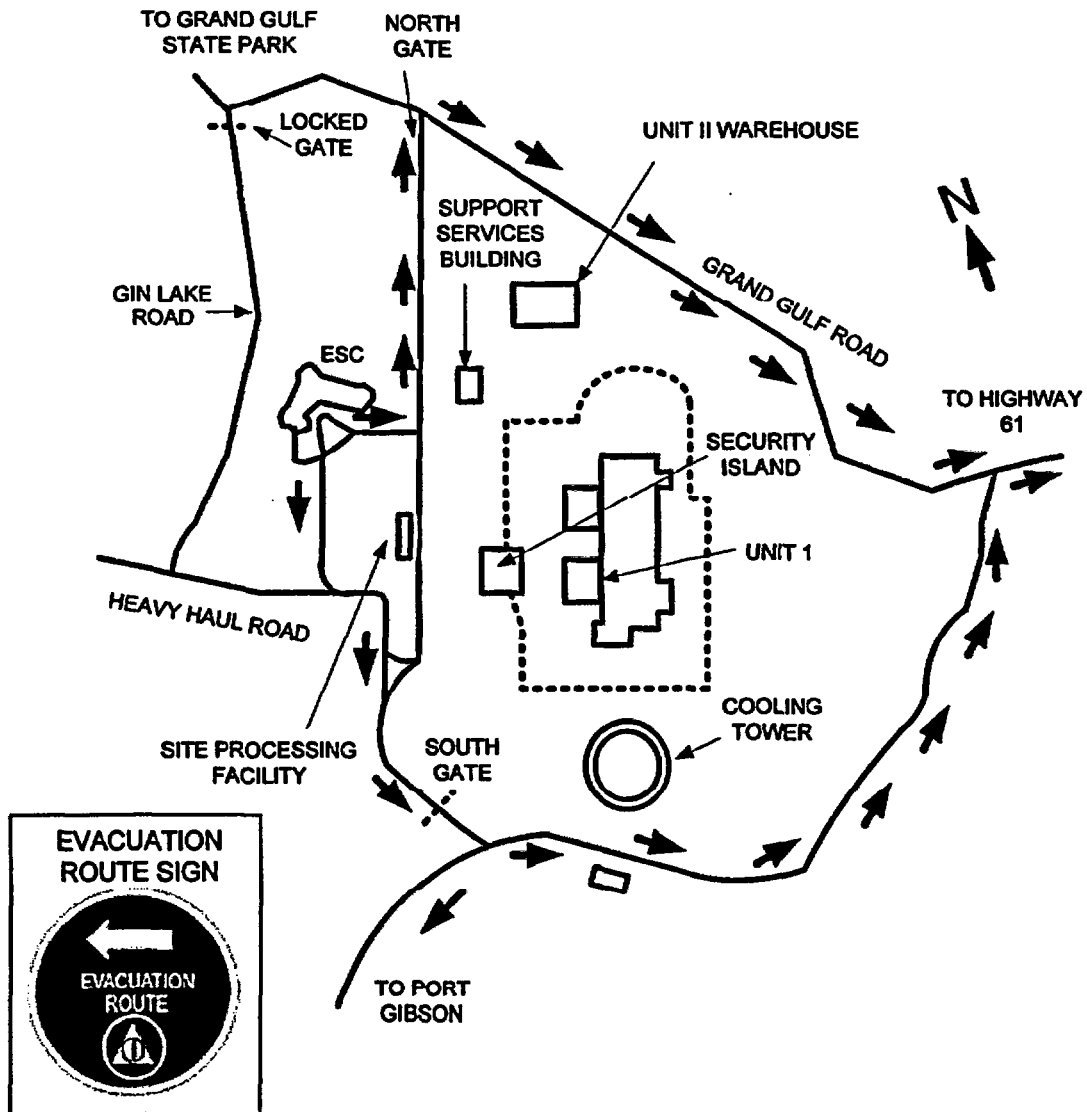 TO GRAND GULF
STATE PARK
NORTH
GATE
LOCKED
GATE
UNIT II WAREHOUSE
N
SUPPORT
SERVICES
BUILDING
GIN LAKE
ROAD
GRAND GULF ROAD
ESC
TO HIGHWAY
61
SECURITY
ISLAND
UNIT 1
HEAVY HAUL ROAD
COOLING
TOWER
SITE PROCESSING
FACILITY
SOUTH
GATE
EVACUATION
ROUTE SIGN
EVACUATION
ROUTE
TO PORT
GIBSON